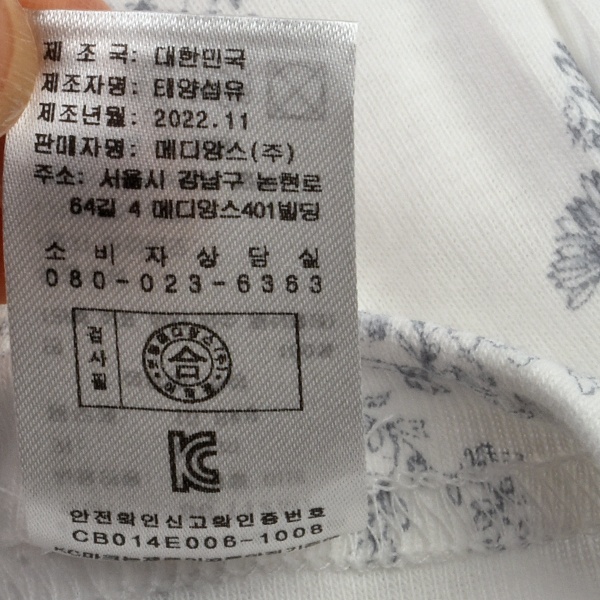 제 조 국: 대한민국
제조자명: 태양섬유
제조년월: 2022.11
판매자명: 메디앙스(주)
주소: 서울시 강남구 논현로
64길 4 메디앙스401빌딩
소 비 자 상 담 실
080-023-6363
검사필
合
KC
안전확인신고확인증번호
CB014E006-1008